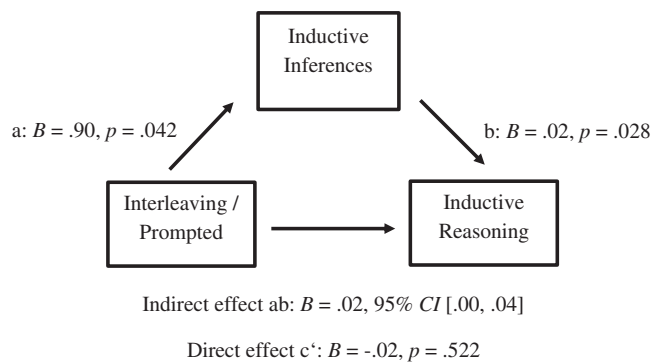 Inductive
Inferences
a: B = .90, p = .042
b: B = .02, p = .028
Interleaving /
Prompted
Inductive
Reasoning
Indirect effect ab: B = .02, 95% CI [.00, .04]
Direct effect c‘: B = -.02, p = .522